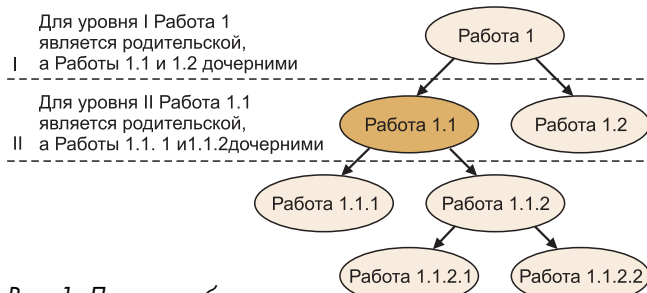 Для уровня I Работа 1
является родительской,
I а Работы 1.1 и 1.2 дочерними
Работа 1
Для уровня II Работа 1.1
является родительской,
II а Работы 1.1. 1 и1.1.2дочерними
Работа 1.1
Работа 1.2
Работа 1.1.1
Работа 1.1.2
Работа 1.1.2.1
Работа 1.1.2.2